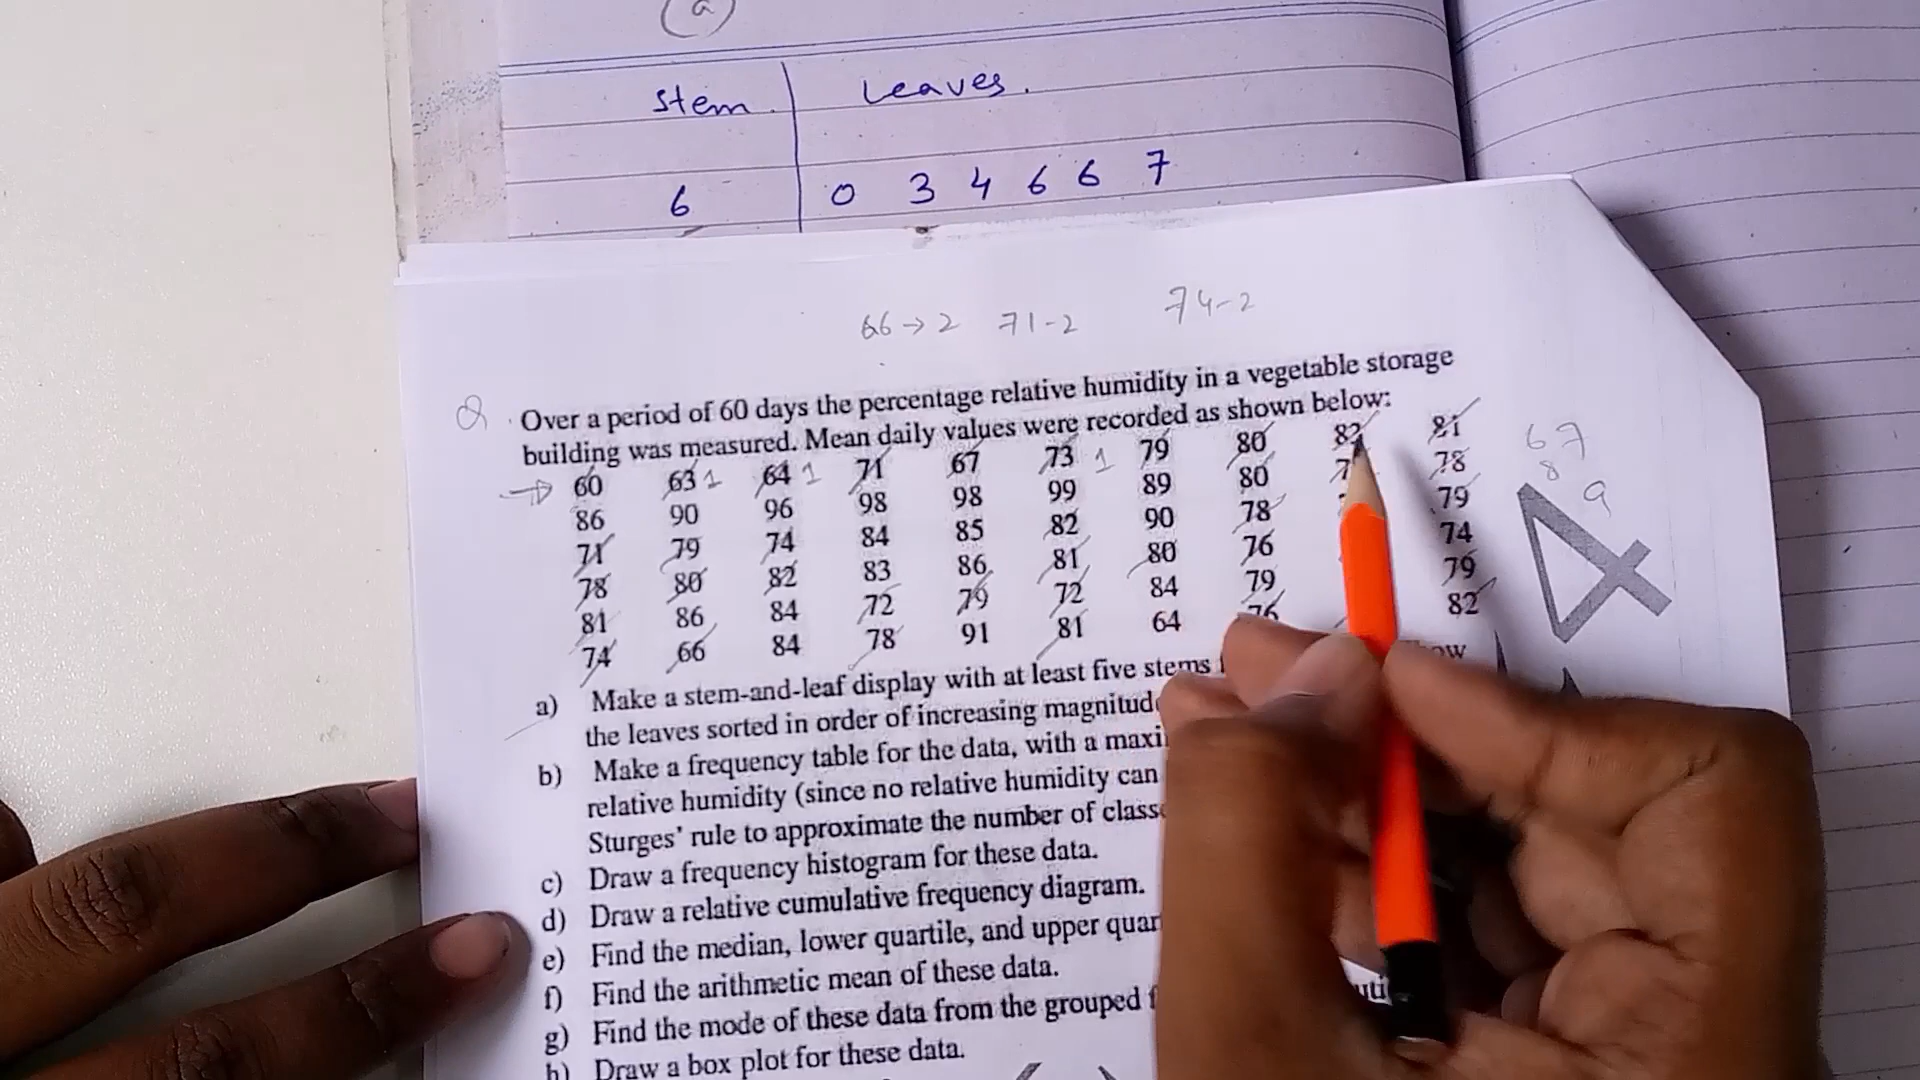 a
Stem Leaves.
6 0 3 4 6 6 7
66→2 71-2 74-2
Q. Over a period of 60 days the percentage relative humidity in a vegetable storage
building was measured. Mean daily values were recorded as shown below:
60 63 1 64 1 71 67 73 1 79 80 83 81
86 90 96 98 98 99 89 80 78
71 79 74 84 85 82 90 78 79
78 80 82 83 86 81 80 76 74
81 86 84 72 79 72 84 79 79
74 66 84 78 91 81 64 76 82
67
8
9
4
a) Make a stem-and-leaf display with at least five stems
the leaves sorted in order of increasing
b) Make a frequency table for the data, with a
relative humidity (since no relative humidity can
Sturges' rule to approximate the number of
c) Draw a frequency histogram for these data.
d) Draw a relative cumulative frequency diagram.
e) Find the median, lower quartile, and upper
f) Find the arithmetic mean of these data.
g) Find the mode of these data from the grouped
h) Draw a box plot for these data.